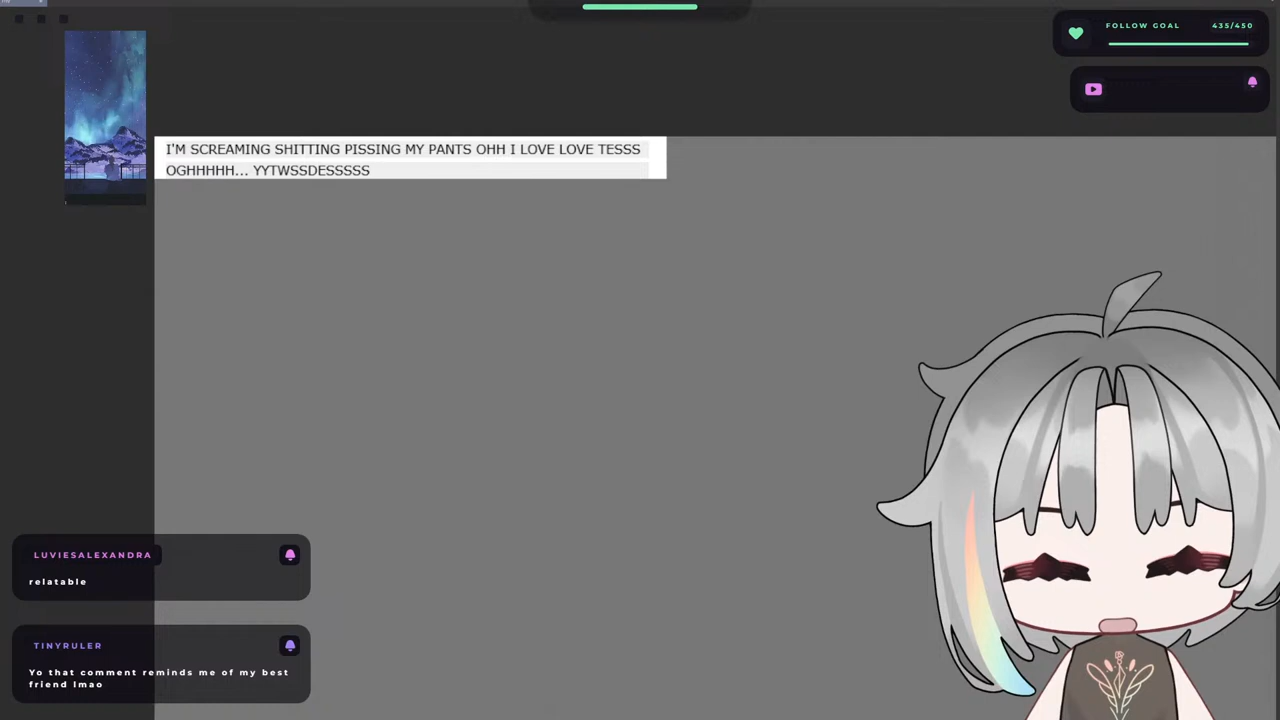 FOLLOW GOAL 435/450
I'M SCREAMING SHITTING PISSING MY PANTS OHH I LOVE LOVE TESSS
OGHHHHH... YYTWSSDESSSSS
LUVIESALEXANDRA
relatable
TINYRULER
Yo that comment reminds me of my best
friend lmao